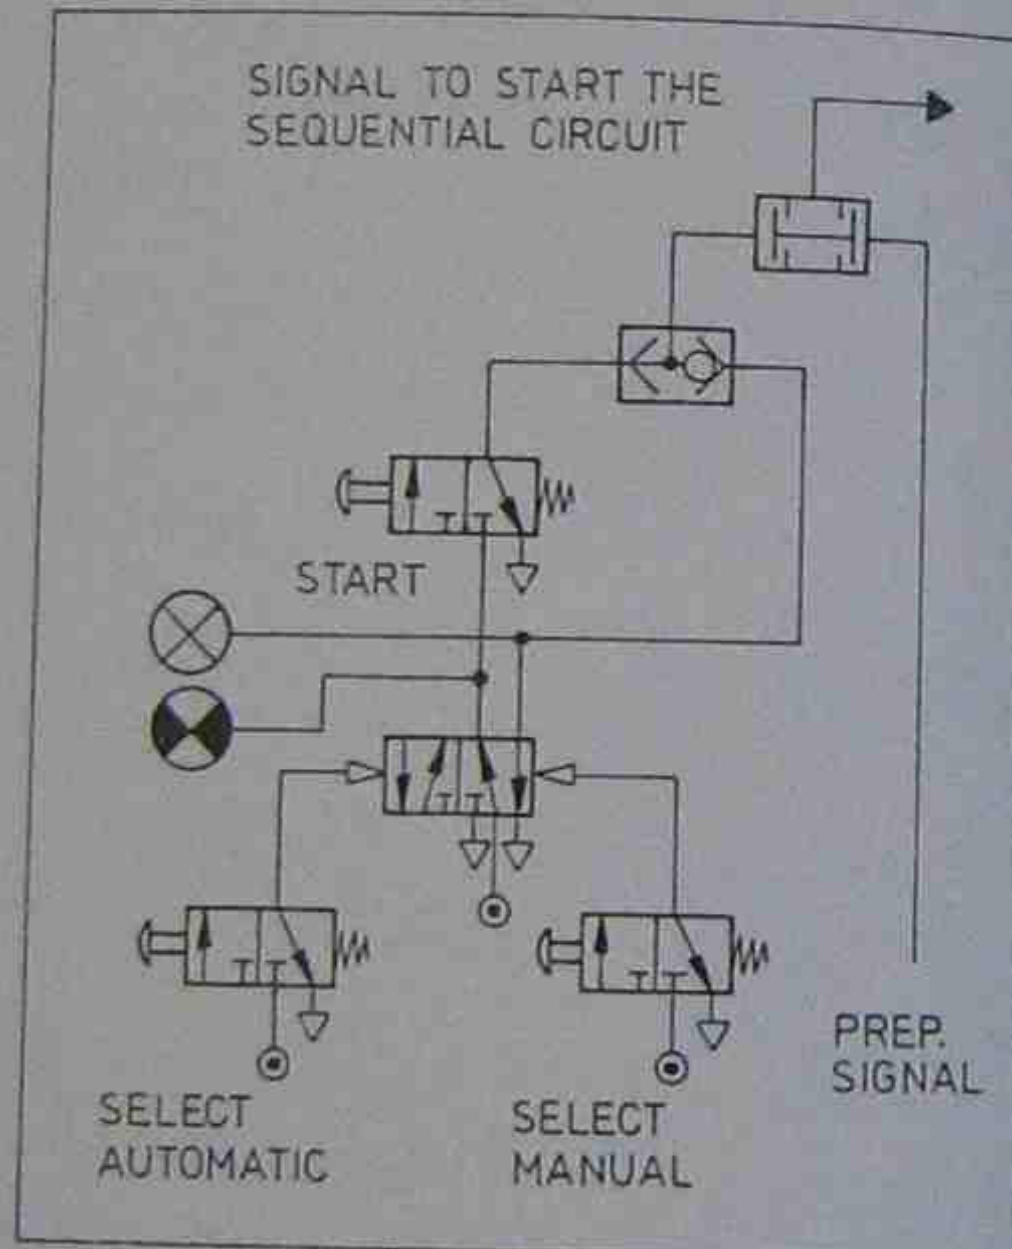 SIGNAL TO START THE
SEQUENTIAL CIRCUIT
START
SELECT
AUTOMATIC
SELECT
MANUAL
PREP.
SIGNAL